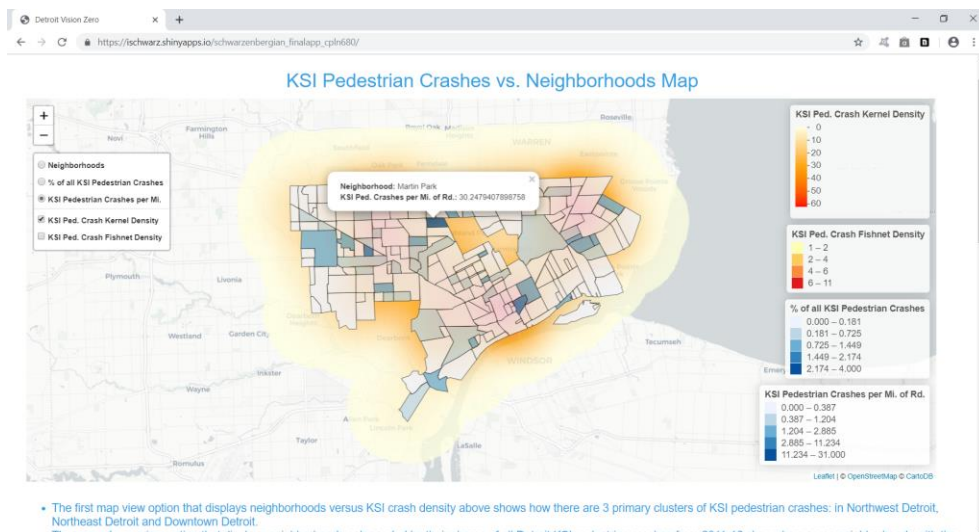 Detroit Vision Zero
https://ischwarz.shinyapps.io/schwarzenbergian_finalapp_cpln680/
KSI Pedestrian Crashes vs. Neighborhoods Map
+
−
Neighborhoods
% of all KSI Pedestrian Crashes
KSI Pedestrian Crashes per Mi.
KSI Ped. Crash Kernel Density
KSI Ped. Crash Fishnet Density
Novi
Farmington
Hills
Royal Oak
Roseville
WARREN
Southfield
Oak Park
Neighborhood: Martin Park
KSI Ped. Crashes per Mi. of Rd.: 30.2479407898758
Plymouth
Livonia
Westland
Garden City
Dearborn
Heights
Dearborn
Inkster
Wayne
WINDSOR
Tecumseh
Lincoln Park
Taylor
LaSalle
Romulus
KSI Ped. Crash Kernel Density
0
10
20
30
40
50
60
KSI Ped. Crash Fishnet Density
1 – 2
2 – 4
4 – 6
6 – 11
% of all KSI Pedestrian Crashes
0.000 – 0.181
0.181 – 0.725
0.725 – 1.449
1.449 – 2.174
2.174 – 4.000
KSI Pedestrian Crashes per Mi. of Rd.
0.000 – 0.387
0.387 – 1.204
1.204 – 2.885
2.885 – 11.234
11.234 – 31.000
Leaflet | © OpenStreetMap © CartoDB
• The first map view option that displays neighborhoods versus KSI crash density above shows how there are 3 primary clusters of KSI pedestrian crashes: in Northwest Detroit,
Northeast Detroit and Downtown Detroit.